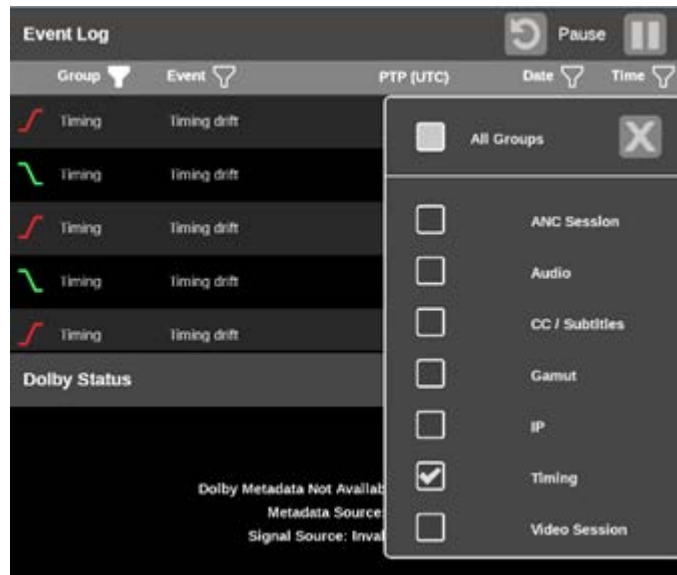 Event Log
Pause
Group Event PTP (UTC) Date Time
Timing Timing drift
All Groups
Timing Timing drift
Timing Timing drift
ANC Session
Timing Timing drift
Audio
Timing Timing drift
CC / Subtitles
Dolby Status
Gamut
IP
Timing
Dolby Metadata Not
Metadata Source
Signal Source:
Video Session